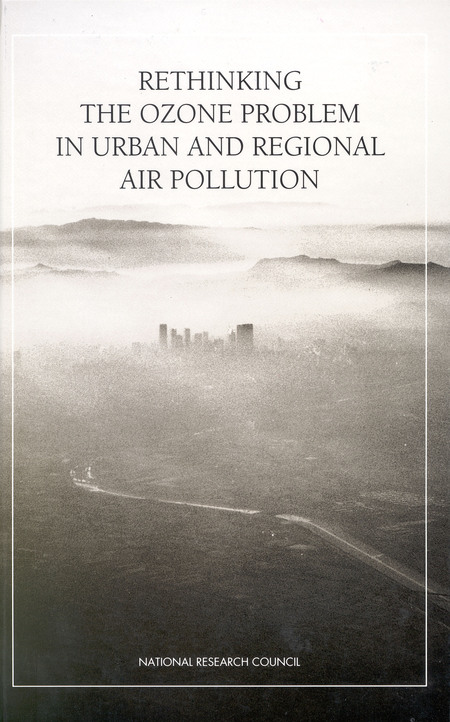 RETHINKING
THE OZONE PROBLEM
IN URBAN AND REGIONAL
AIR POLLUTION
NATIONAL RESEARCH COUNCIL